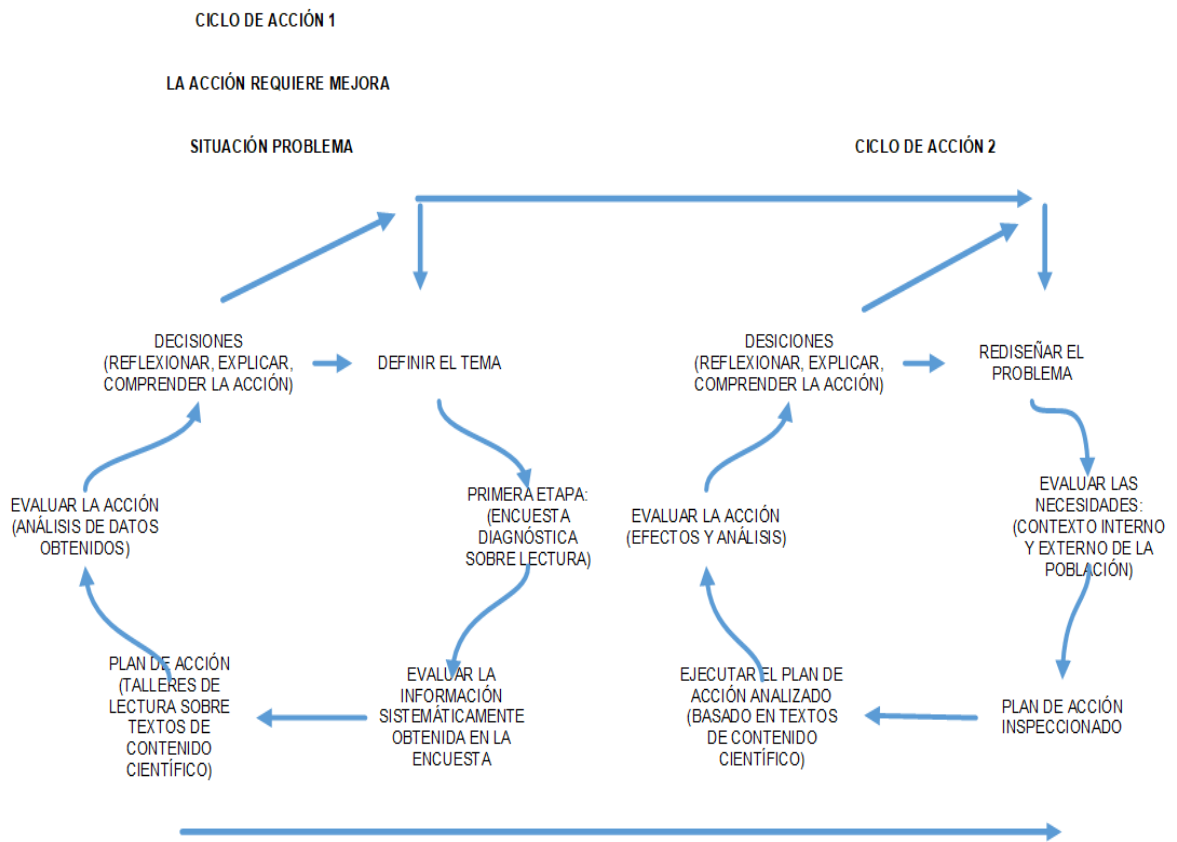 CICLO DE ACCIÓN 1
LA ACCIÓN REQUIERE MEJORA
SITUACIÓN PROBLEMA
CICLO DE ACCIÓN 2
DECISIONES
(REFLEXIONAR, EXPLICAR,
COMPRENDER LA ACCIÓN)
DEFINIR EL TEMA
PRIMERA ETAPA:
(ENCUESTA
DIAGNÓSTICA
SOBRE LECTURA)
EVALUAR LA
INFORMACIÓN
SISTEMÁTICAMENTE
OBTENIDA EN LA
ENCUESTA
PLAN DE ACCIÓN
(TALLERES DE
LECTURA SOBRE
TEXTOS DE
CONTENIDO
CIENTÍFICO)
EVALUAR LA ACCIÓN
(ANÁLISIS DE DATOS
OBTENIDOS)
DESICIONES
(REFLEXIONAR, EXPLICAR,
COMPRENDER LA ACCIÓN)
REDISEÑAR EL
PROBLEMA
EVALUAR LAS
NECESIDADES:
(CONTEXTO INTERNO
Y EXTERNO DE LA
POBLACIÓN)
PLAN DE ACCIÓN
INSPECCIONADO
EJECUTAR EL PLAN DE
ACCIÓN ANALIZADO
(BASADO EN TEXTOS
DE CONTENIDO
CIENTÍFICO)
EVALUAR LA ACCIÓN
(EFECTOS Y ANÁLISIS)